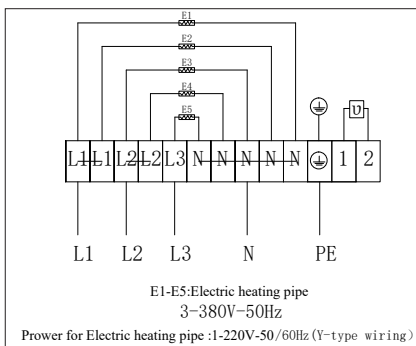 E1
E2
E3
E4
E5
L1 L1 L2 L2 L3 N N N N N 1 υ 2
L1 L2 L3 N PE
E1-E5:Electric heating pipe
3-380V-50Hz
Prower for Electric heating pipe :1-220V-50/60Hz(Y-type wiring)